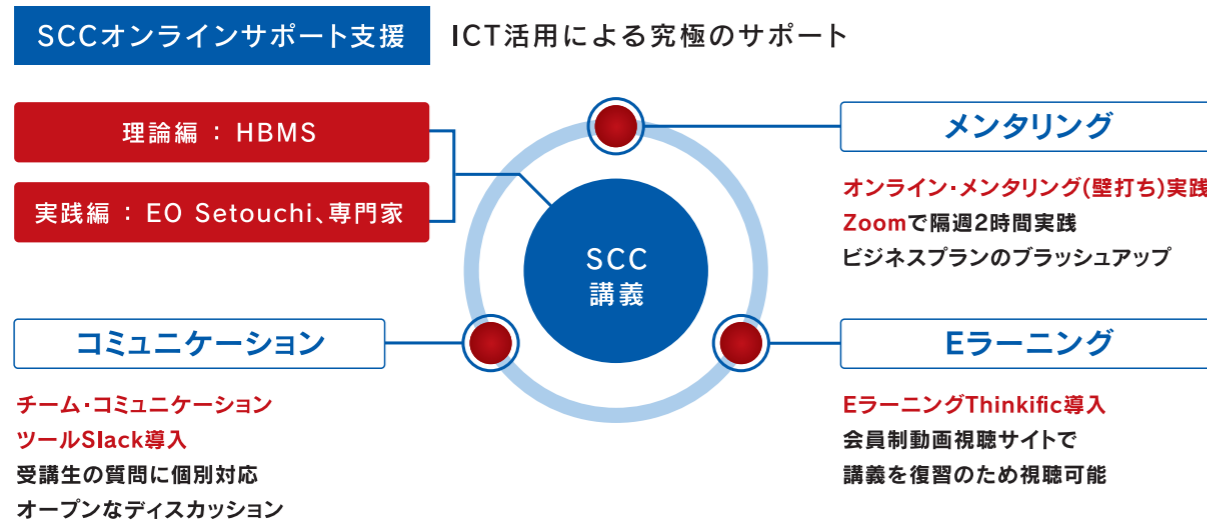 SCCオンラインサポート支援
ICT活用による究極のサポート
理論編 : HBMS
実践編 : EO Setouchi、専門家
SCC
講義
メンタリング
オンライン・メンタリング(壁打ち)実践
Zoomで隔週2時間実践
ビジネスプランのブラッシュアップ
コミュニケーション
チーム・コミュニケーション
ツールSlack導入
受講生の質問に個別対応
オープンなディスカッション
Eラーニング
EラーニングThinkific導入
会員制動画視聴サイトで
講義を復習のため視聴可能